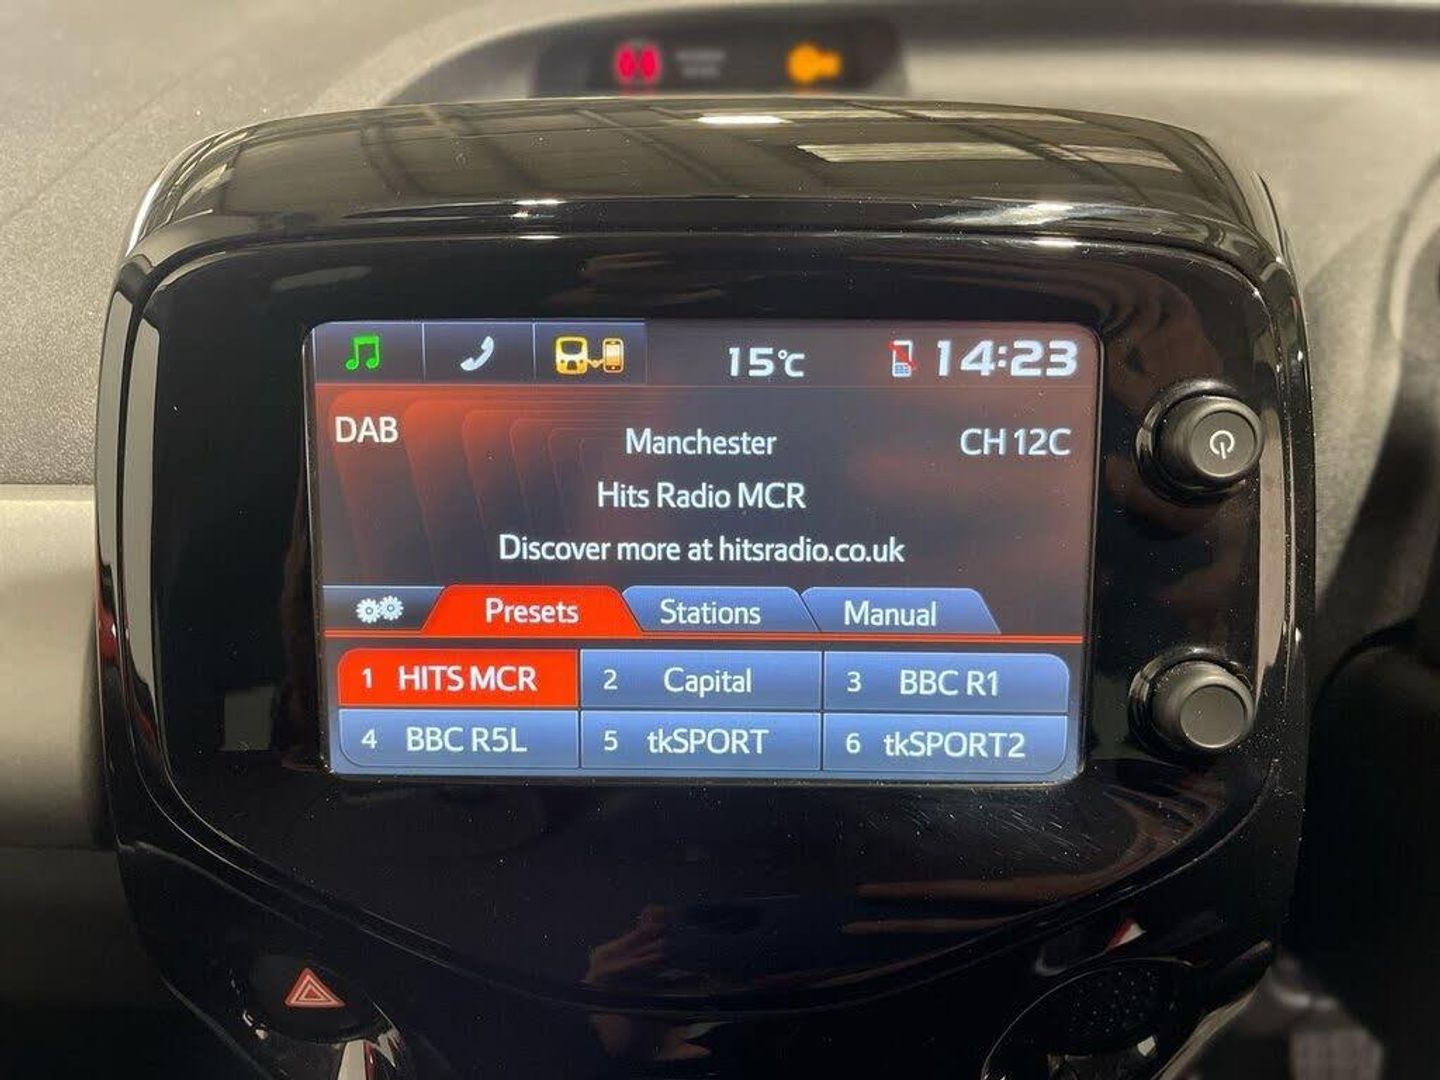 15°C
14:23
DAB
Manchester
CH 12C
Hits Radio MCR
Discover more at hitsradio.co.uk
Presets
Stations
Manual
1 HITS MCR
2 Capital
3 BBC R1
4 BBC R5L
5 tkSPORT
6 tkSPORT2